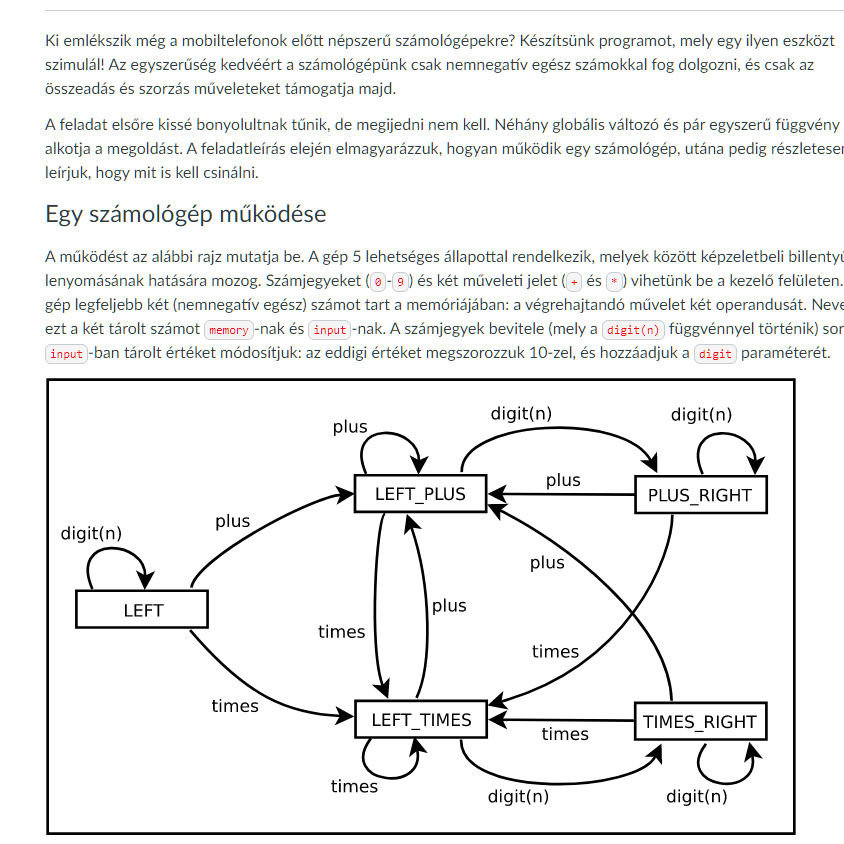 Ki emlékszik még a mobiltelefonok előtt népszerű számológépekre? Készítsünk programot, mely egy ilyen eszközt
szimulál! Az egyszerűség kedvéért a számológépünk csak nemnegatív egész számokkal fog dolgozni, és csak az
összeadás és szorzás műveleteket támogatja majd.
A feladat elsőre kissé bonyolultnak tűnik, de megijedni nem kell. Néhány globális változó és pár egyszerű függvény
alkotja a megoldást. A feladatleírás elején elmagyarázzuk, hogyan működik egy számológép, utána pedig részletesen
leírjuk, hogy mit is kell csinálni.
Egy számológép működése
A működést az alábbi rajz mutatja be. A gép 5 lehetséges állapottal rendelkezik, melyek között képzeletbeli billentyű
lenyomásának hatására mozog. Számjegyeket (0-9) és két műveleti jelet (+ és *) vihetünk be a kezelő felületen.
gép legfeljebb két (nemnegatív egész) számot tart a memóriájában: a végrehajtandó művelet két operandusát. Neve
ezt a két tárolt számot memory-nak és input-nak. A számjegyek bevitele (mely a digit(n) függvénnyel történik) sor
input-ban tárolt értéket módosítjuk: az eddigi értéket megszorozzuk 10-zel, és hozzáadjuk a digit paraméterét.
plus
digit(n)
digit(n)
LEFT_PLUS
plus
PLUS_RIGHT
plus
digit(n)
plus
LEFT
plus
times
times
times
LEFT_TIMES
times
TIMES_RIGHT
times
digit(n)
digit(n)